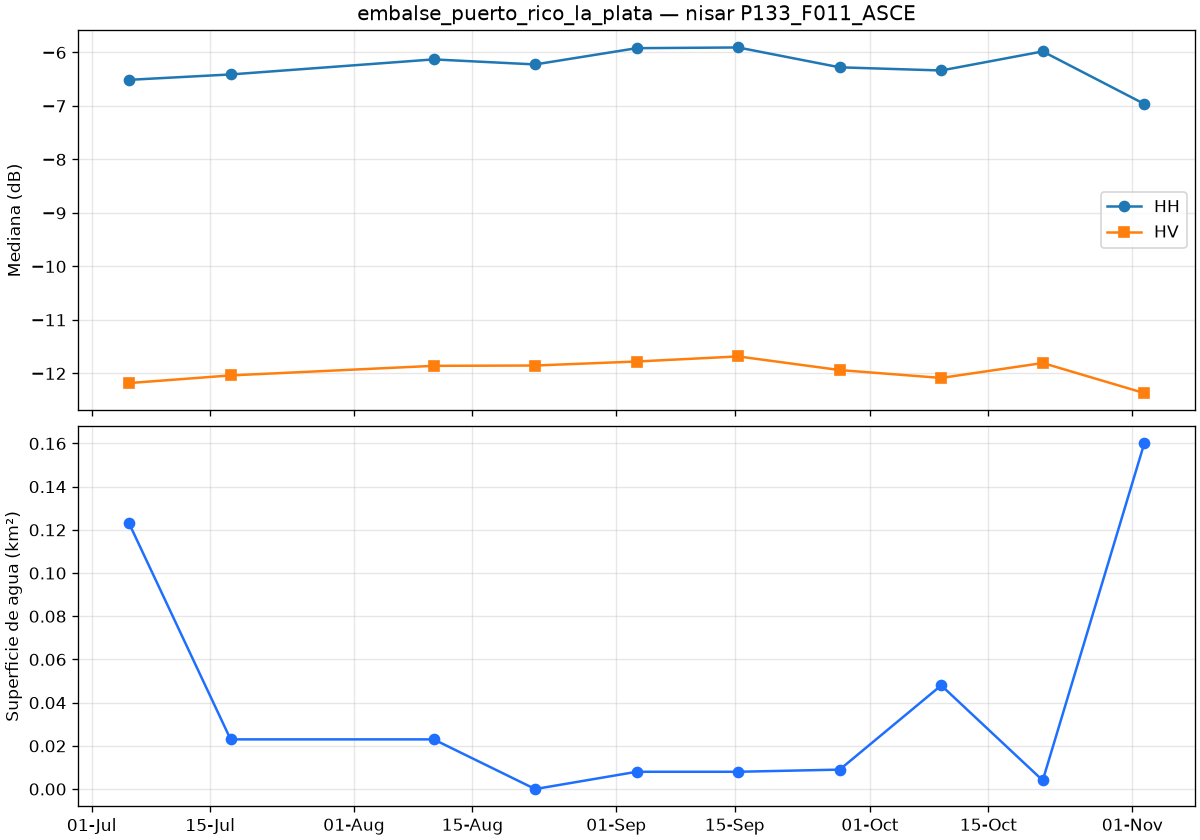 embalse_puerto_rico_la_plata — nisar P133_F011_ASCE
Mediana (dB)
−6
−7
−8
−9
−10
−11
−12
HH
HV
Superficie de agua (km²)
0.16
0.14
0.12
0.10
0.08
0.06
0.04
0.02
0.00
01-Jul 15-Jul 01-Aug 15-Aug 01-Sep 15-Sep 01-Oct 15-Oct 01-Nov